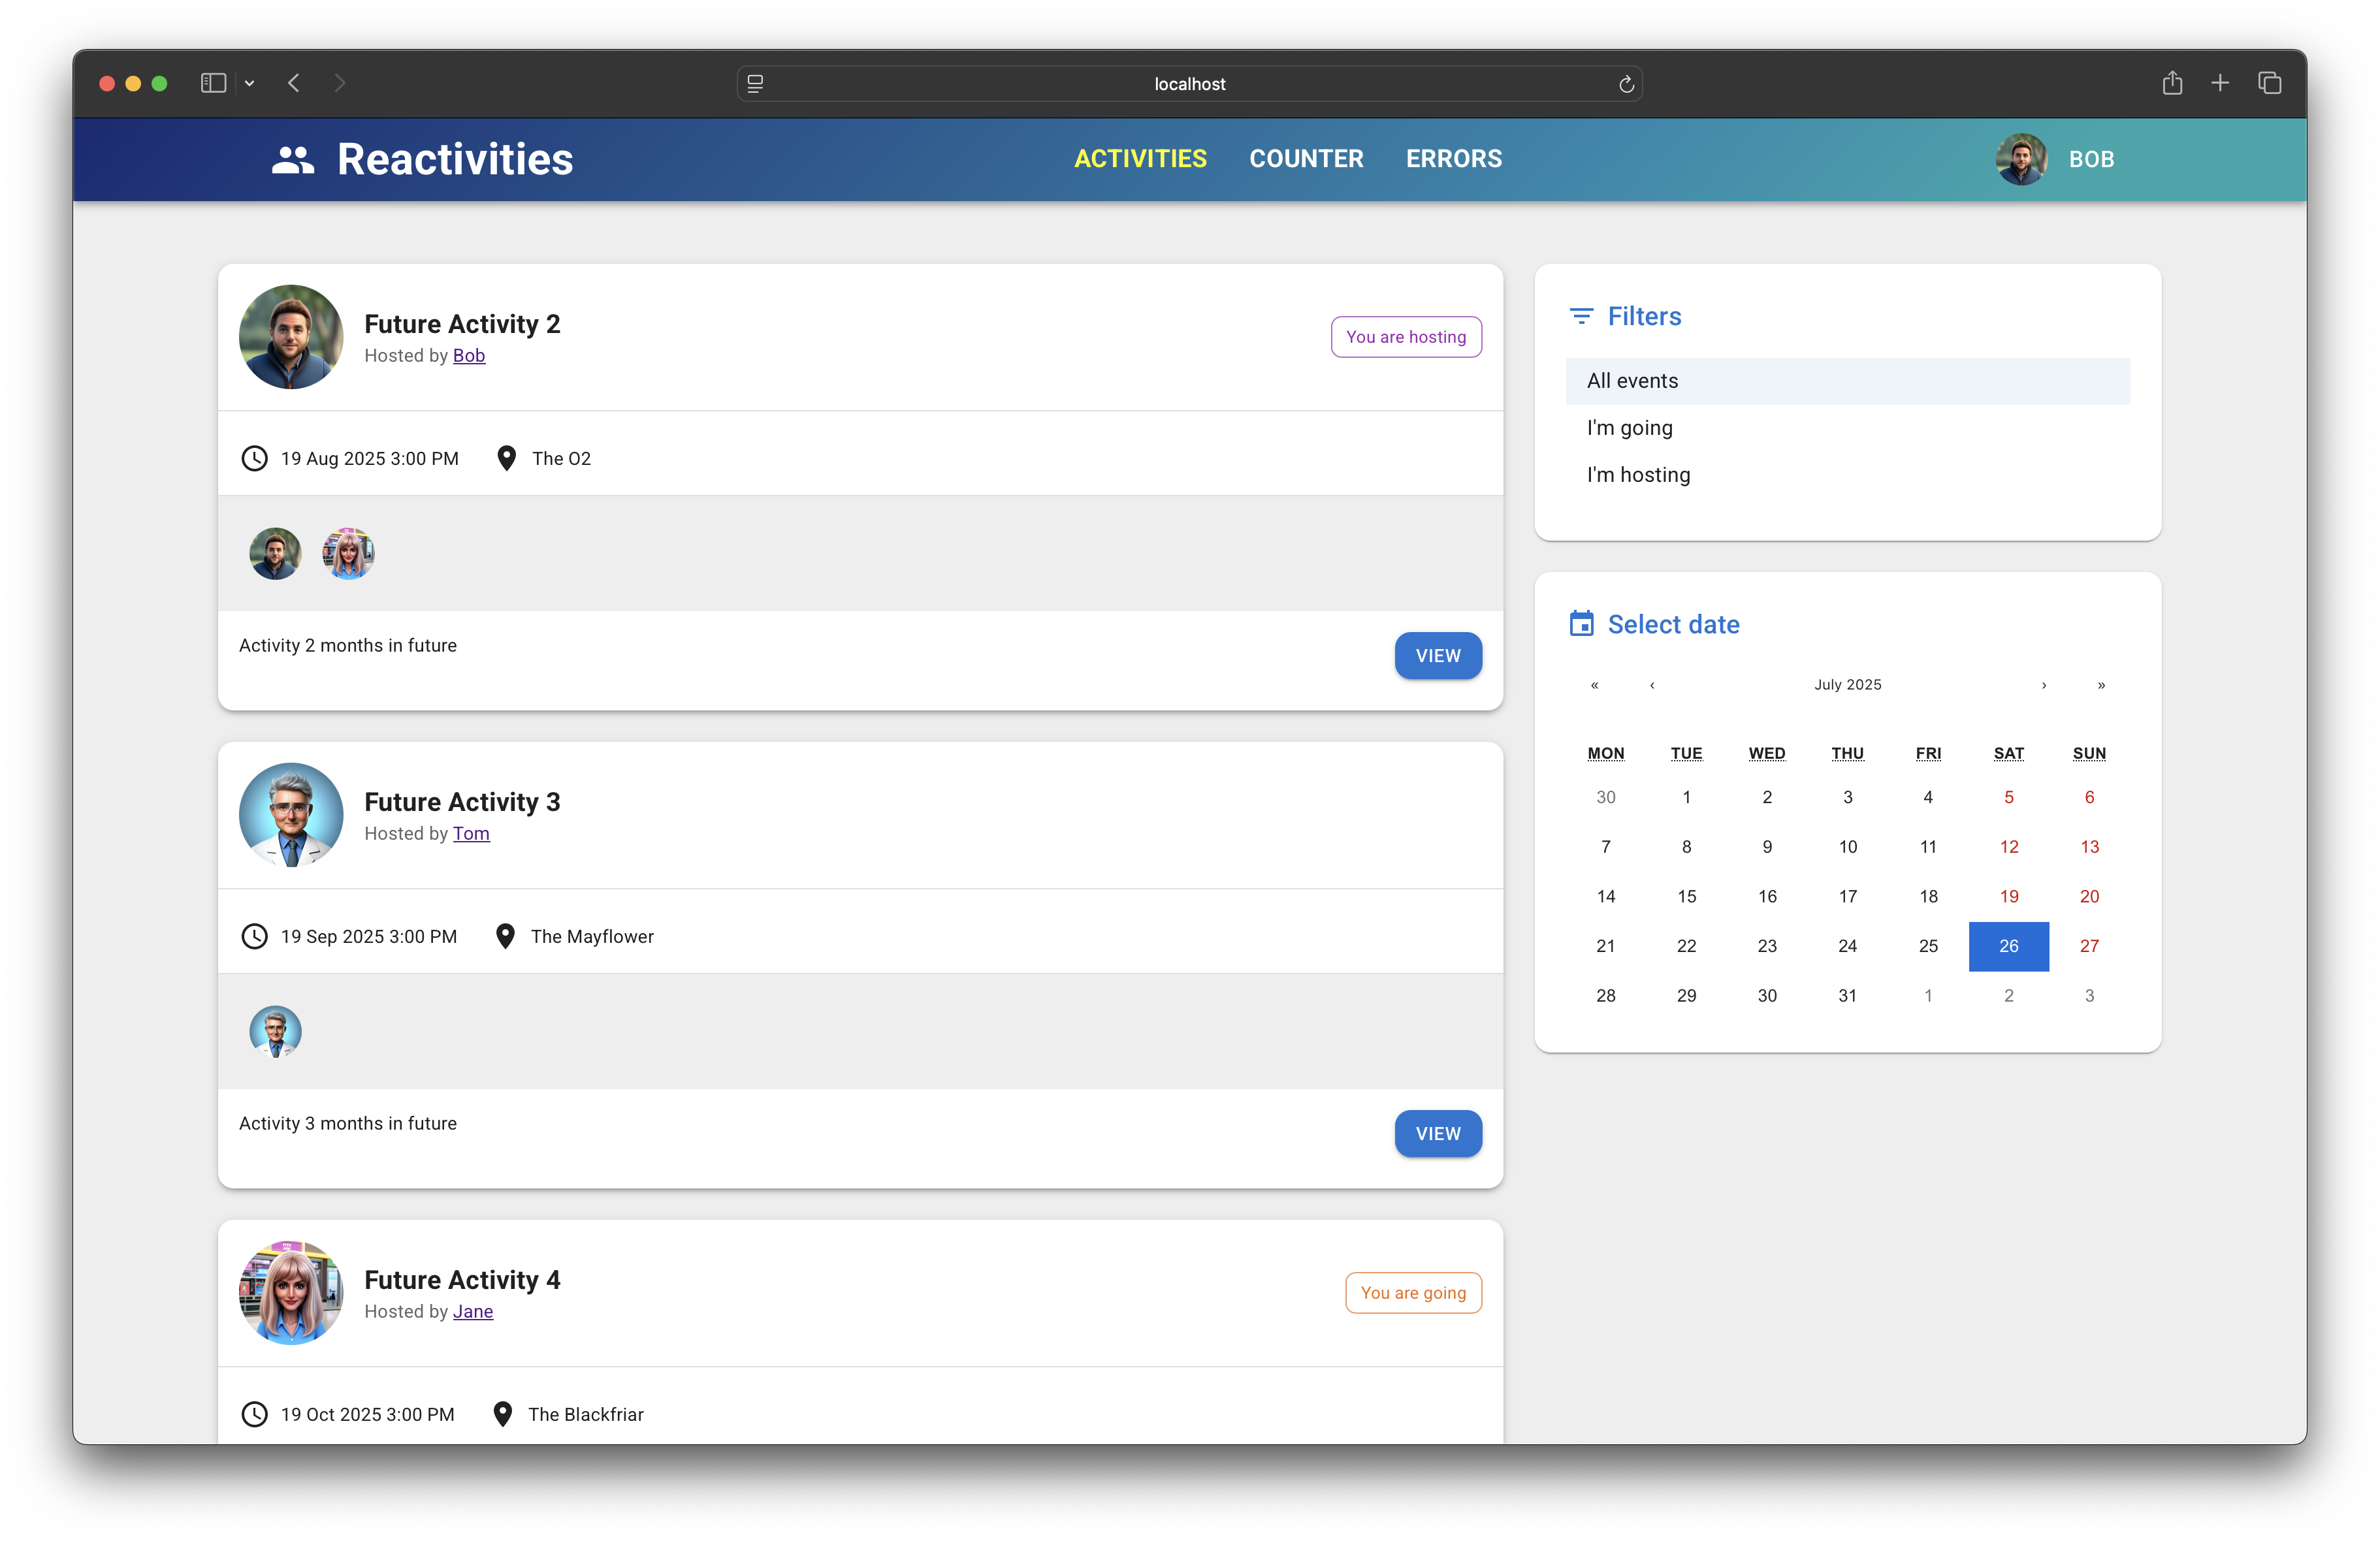 localhost
Reactivities
ACTIVITIES COUNTER ERRORS
BOB
Future Activity 2
Hosted by Bob
You are hosting
19 Aug 2025 3:00 PM
The O2
Activity 2 months in future
VIEW
Future Activity 3
Hosted by Tom
19 Sep 2025 3:00 PM
The Mayflower
Activity 3 months in future
VIEW
Future Activity 4
Hosted by Jane
You are going
19 Oct 2025 3:00 PM
The Blackfriar
Filters
All events
I'm going
I'm hosting
Select date
« ‹ July 2025 › »
MON TUE WED THU FRI SAT SUN
30 1 2 3 4 5 6
7 8 9 10 11 12 13
14 15 16 17 18 19 20
21 22 23 24 25 26 27
28 29 30 31 1 2 3